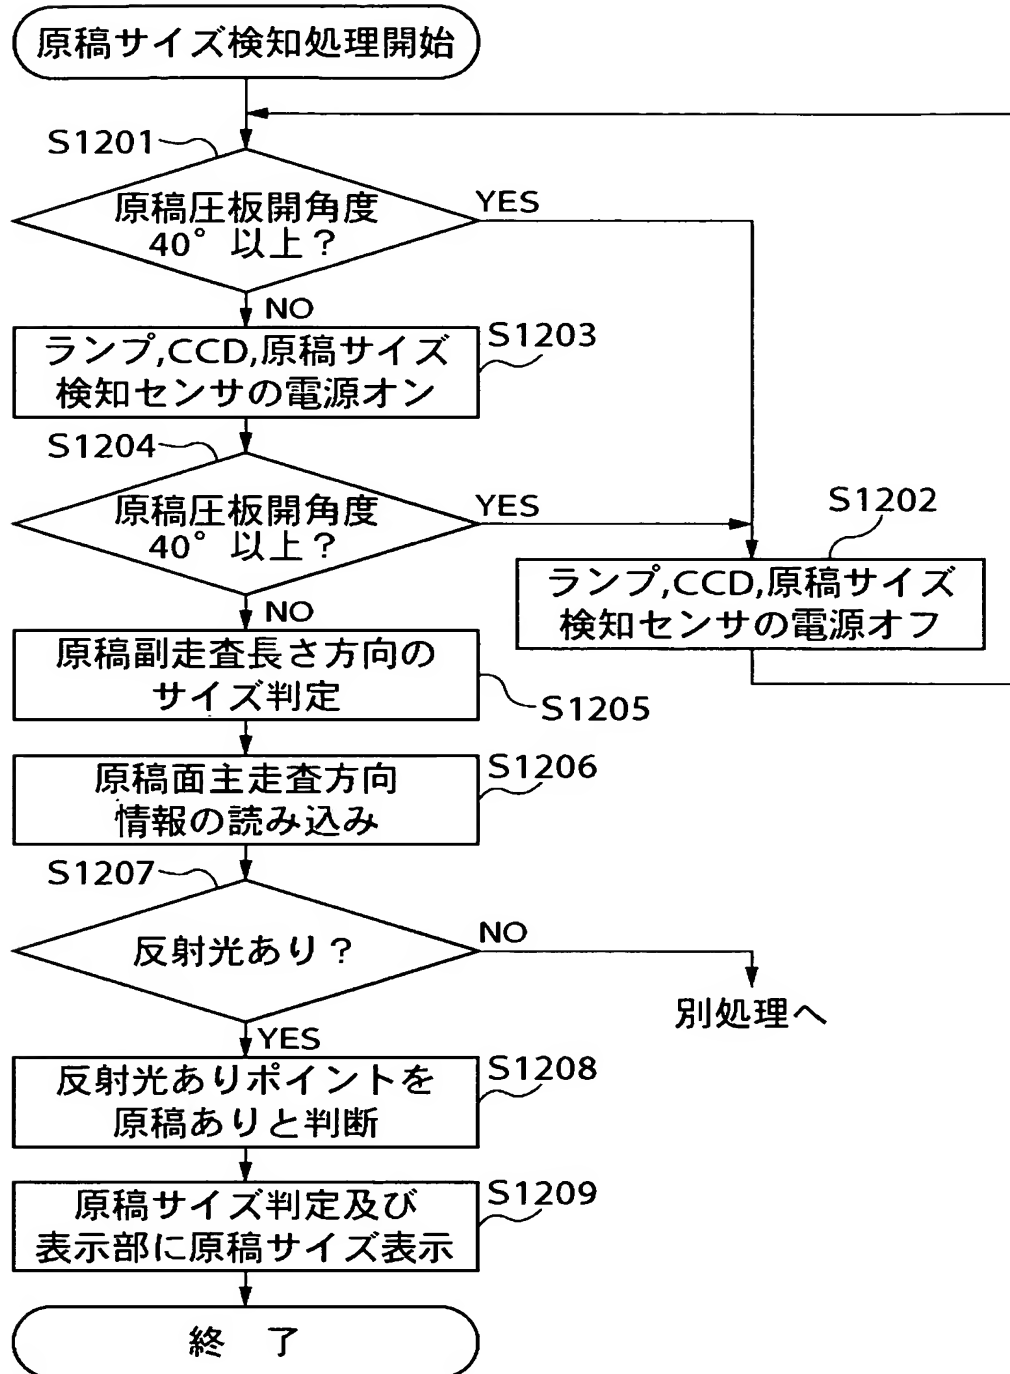 原稿サイズ検知処理開始
S1201
原稿圧板開角度
40° 以上？
YES
NO
ランプ,CCD,原稿サイズ
検知センサの電源オン
S1203
S1204
原稿圧板開角度
40° 以上？
YES
NO
S1202
ランプ,CCD,原稿サイズ
検知センサの電源オフ
原稿副走査長さ方向の
サイズ判定
S1205
原稿面主走査方向
情報の読み込み
S1206
S1207
反射光あり？
NO
別処理へ
YES
反射光ありポイントを
原稿ありと判断
S1208
原稿サイズ判定及び
表示部に原稿サイズ表示
S1209
終 了